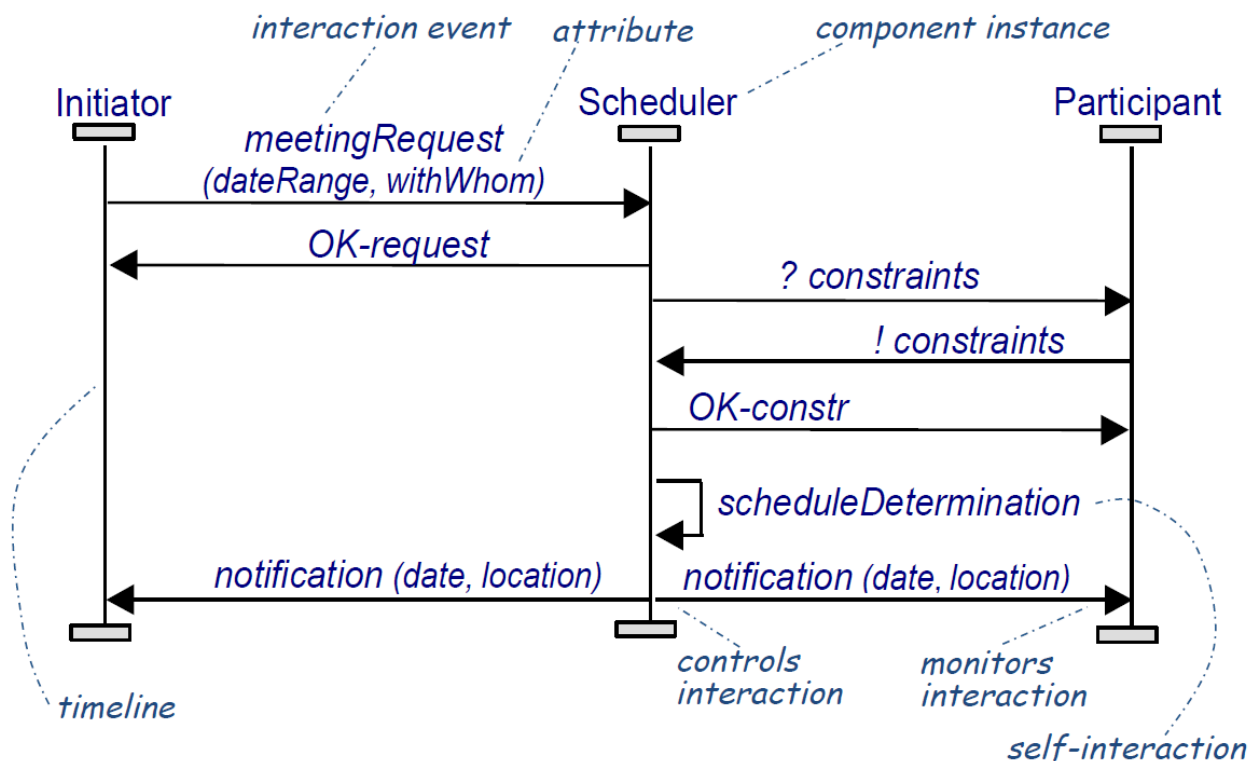 interaction event
attribute
component instance
Initiator
Scheduler
Participant
meetingRequest
(dateRange, withWhom)
OK-request
? constraints
! constraints
OK-constr
scheduleDetermination
notification (date, location)
notification (date, location)
controls
interaction
monitors
interaction
timeline
self-interaction